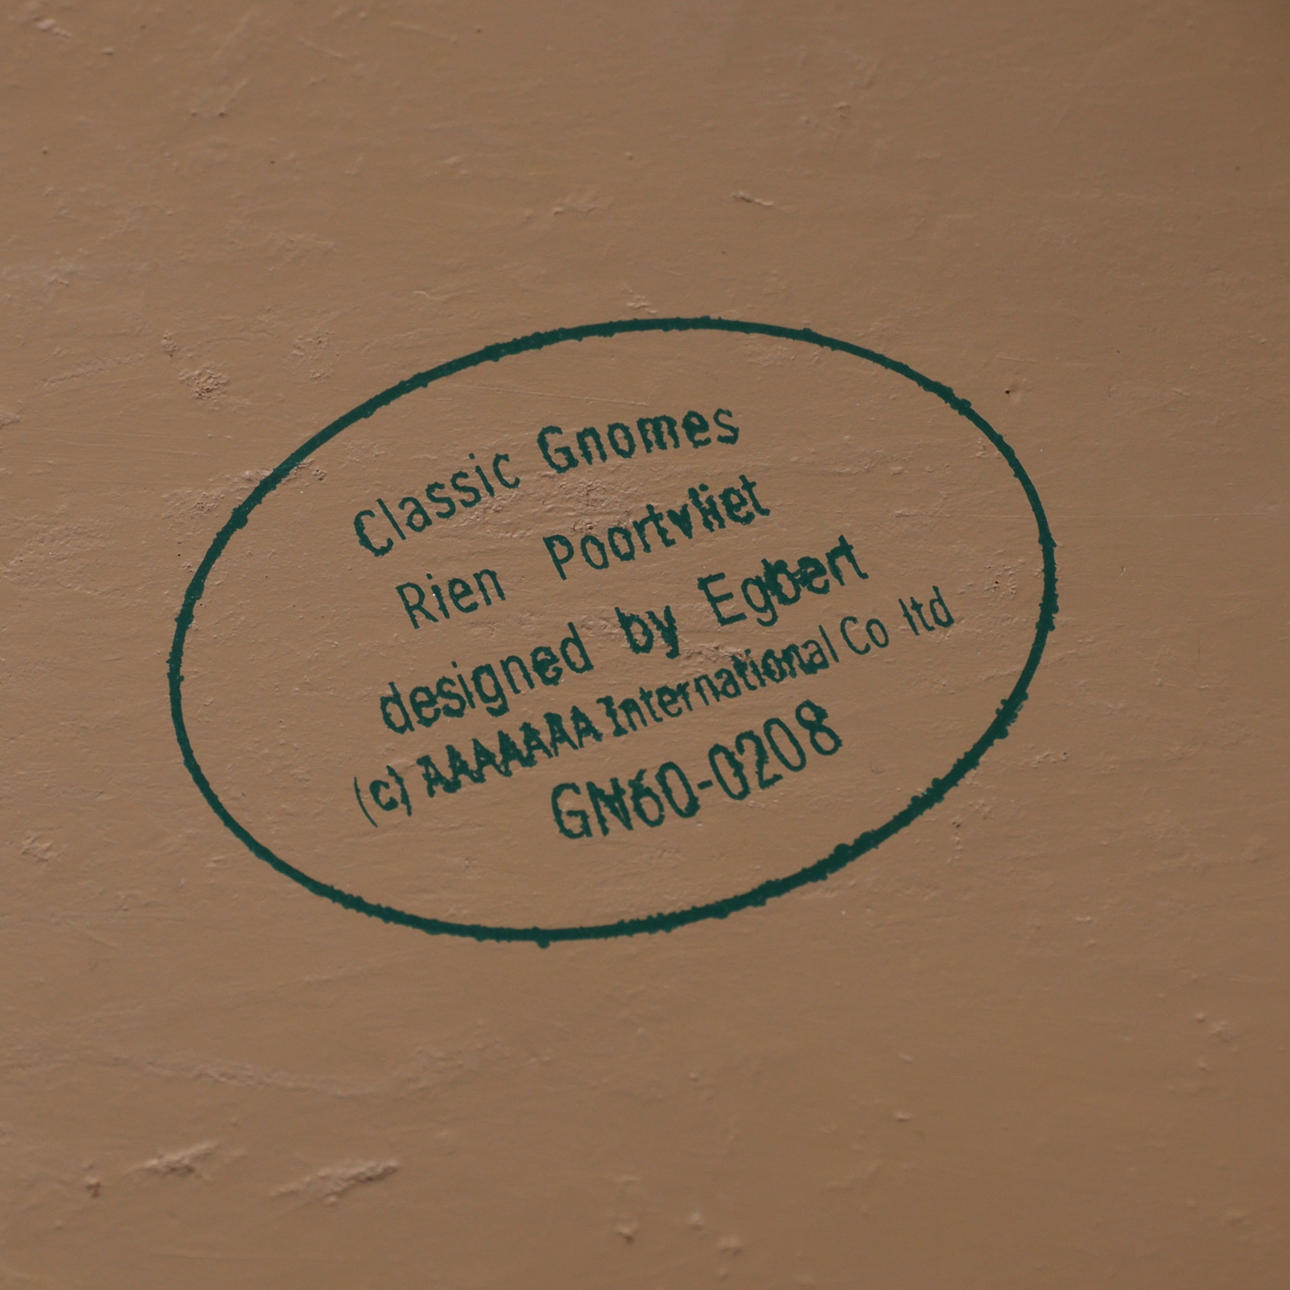 Classic Gnomes
Rien Poortvliet
designed by Egbert
(c) AAAAAAA International Co ltd
GN60-0208